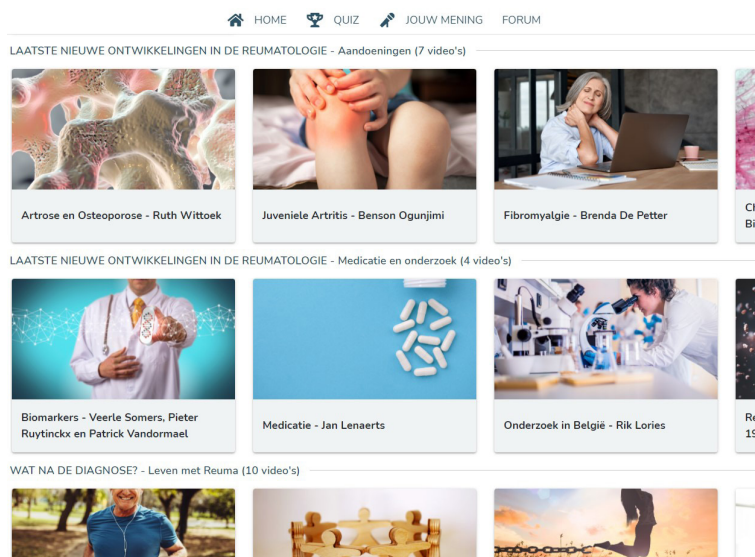 HOME QUIZ JOUW MENING FORUM
LAATSTE NIEUWE ONTWIKKELINGEN IN DE REUMATOLOGIE - Aandoeningen (7 video's)
Artrose en Osteoporose - Ruth Wittoek
Juveniele Artritis - Benson Ogunjimi
Fibromyalgie - Brenda De Petter
LAATSTE NIEUWE ONTWIKKELINGEN IN DE REUMATOLOGIE - Medicatie en onderzoek (4 video's)
Biomarkers - Veerle Somers, Pieter
Ruytinckx en Patrick Vandormael
Medicatie - Jan Lenaerts
Onderzoek in België - Rik Lories
WAT NA DE DIAGNOSE? - Leven met Reuma (10 video's)